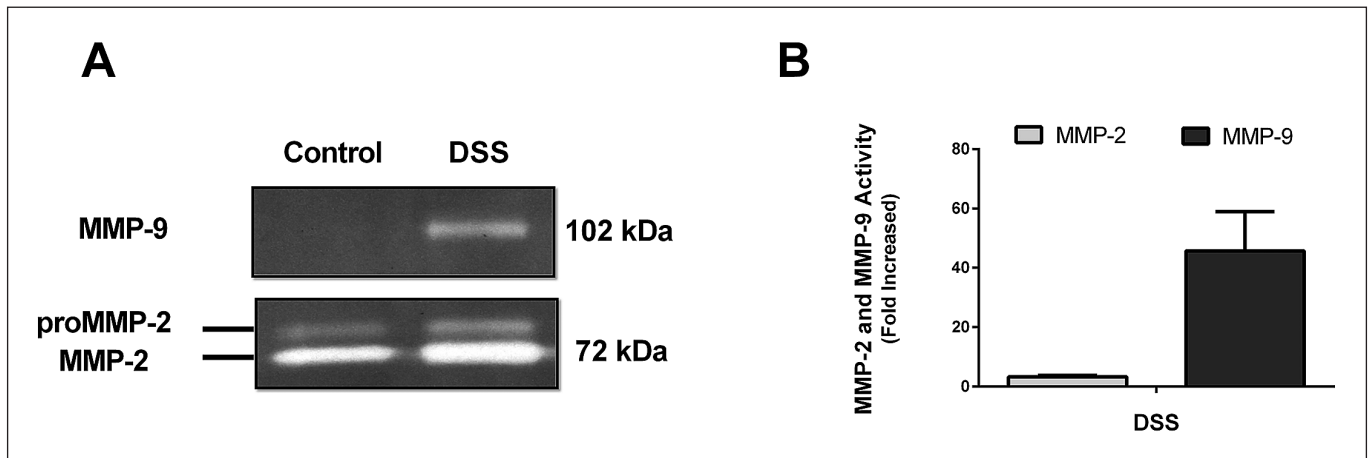 A
Control DSS
MMP-9 102 kDa
proMMP-2
MMP-2 72 kDa
B
MMP-2 and MMP-9 Activity
(Fold Increased)
MMP-2 MMP-9
80
60
40
20
0
DSS